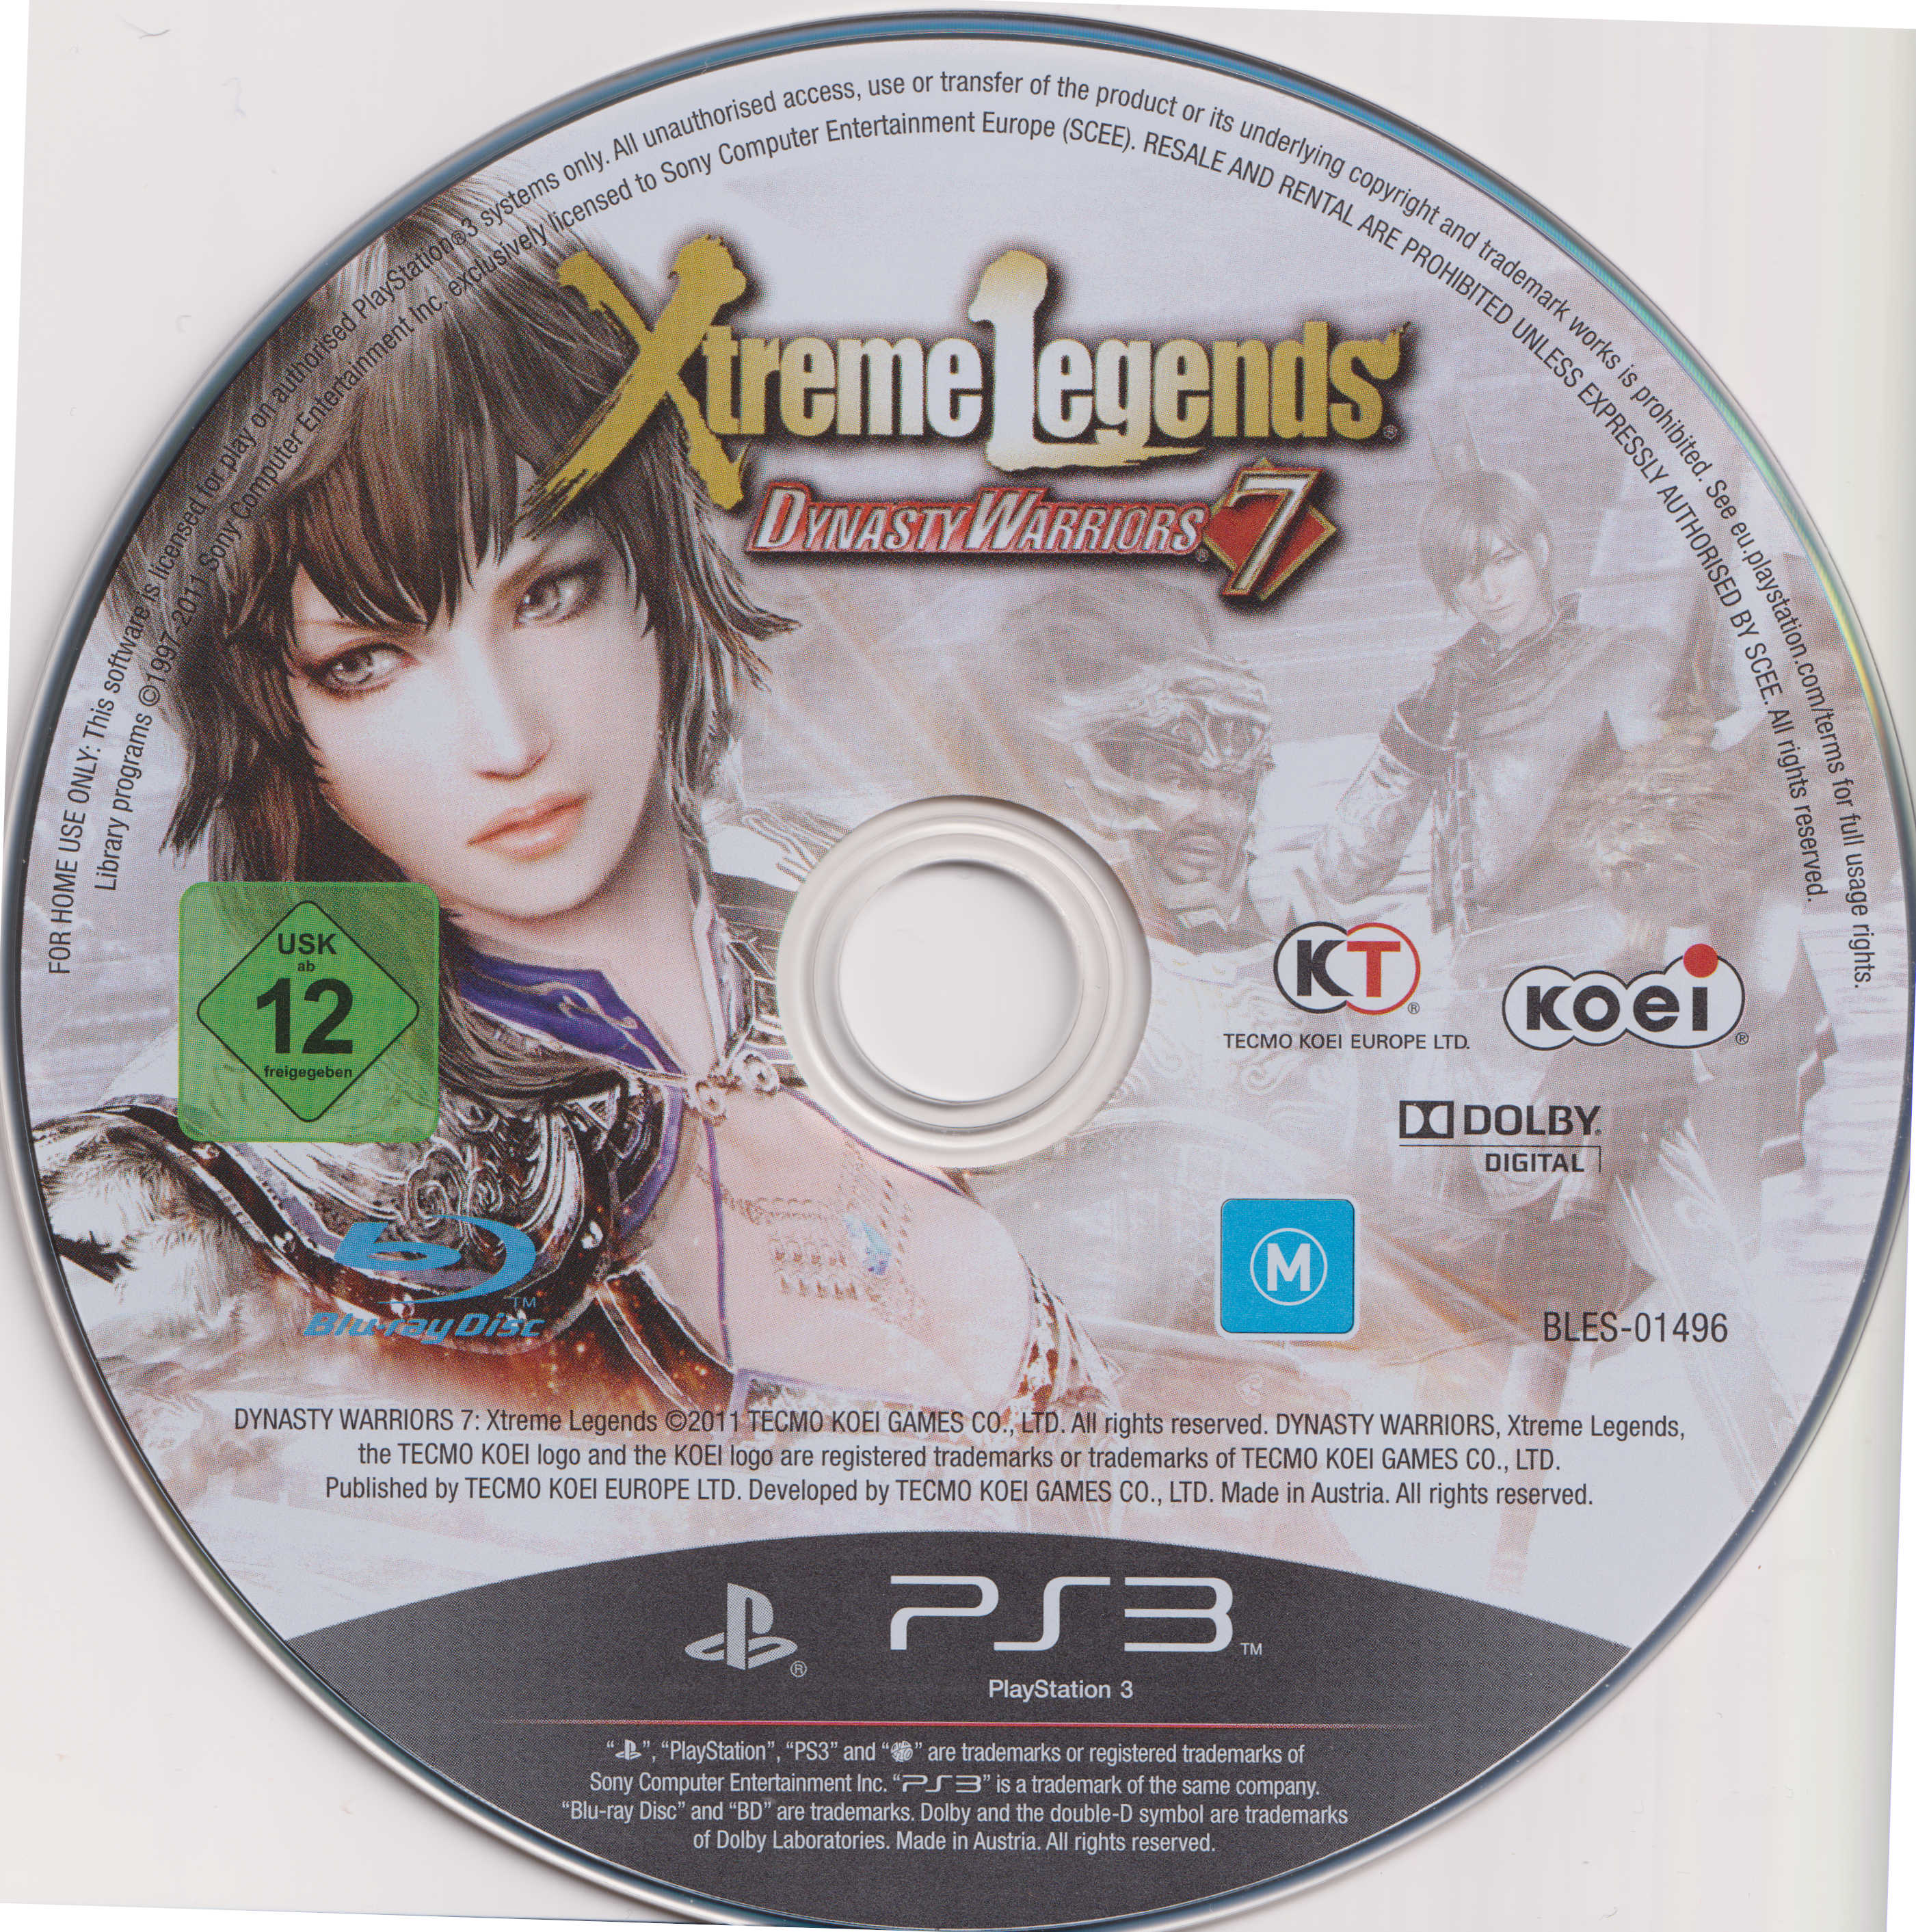 FOR HOME USE ONLY: This software is licensed for play on authorised PlayStation®3 systems only. All unauthorised access, use or transfer of the product or its underlying copyright and trademark works is prohibited. See eu.playstation.com/terms for full usage rights.
Library programs ©1997-2011 Sony Computer Entertainment Inc. exclusively licensed to Sony Computer Entertainment Europe (SCEE). RESALE AND RENTAL ARE PROHIBITED UNLESS EXPRESSLY AUTHORISED BY SCEE. All rights reserved.
Xtreme Legends®
DYNASTY WARRIORS® 7
USK
ab
12
freigegeben
KT®
TECMO KOEI EUROPE LTD.
KOEI®
DOLBY®
DIGITAL
M
Blu-ray Disc™
BLES-01496
DYNASTY WARRIORS 7: Xtreme Legends ©2011 TECMO KOEI GAMES CO., LTD. All rights reserved. DYNASTY WARRIORS, Xtreme Legends,
the TECMO KOEI logo and the KOEI logo are registered trademarks or trademarks of TECMO KOEI GAMES CO., LTD.
Published by TECMO KOEI EUROPE LTD. Developed by TECMO KOEI GAMES CO., LTD. Made in Austria. All rights reserved.
® PS3™
PlayStation 3
“ ”, “PlayStation”, “PS3” and “ ” are trademarks or registered trademarks of
Sony Computer Entertainment Inc. “PS3” is a trademark of the same company.
“Blu-ray Disc” and “BD” are trademarks. Dolby and the double-D symbol are trademarks
of Dolby Laboratories. Made in Austria. All rights reserved.